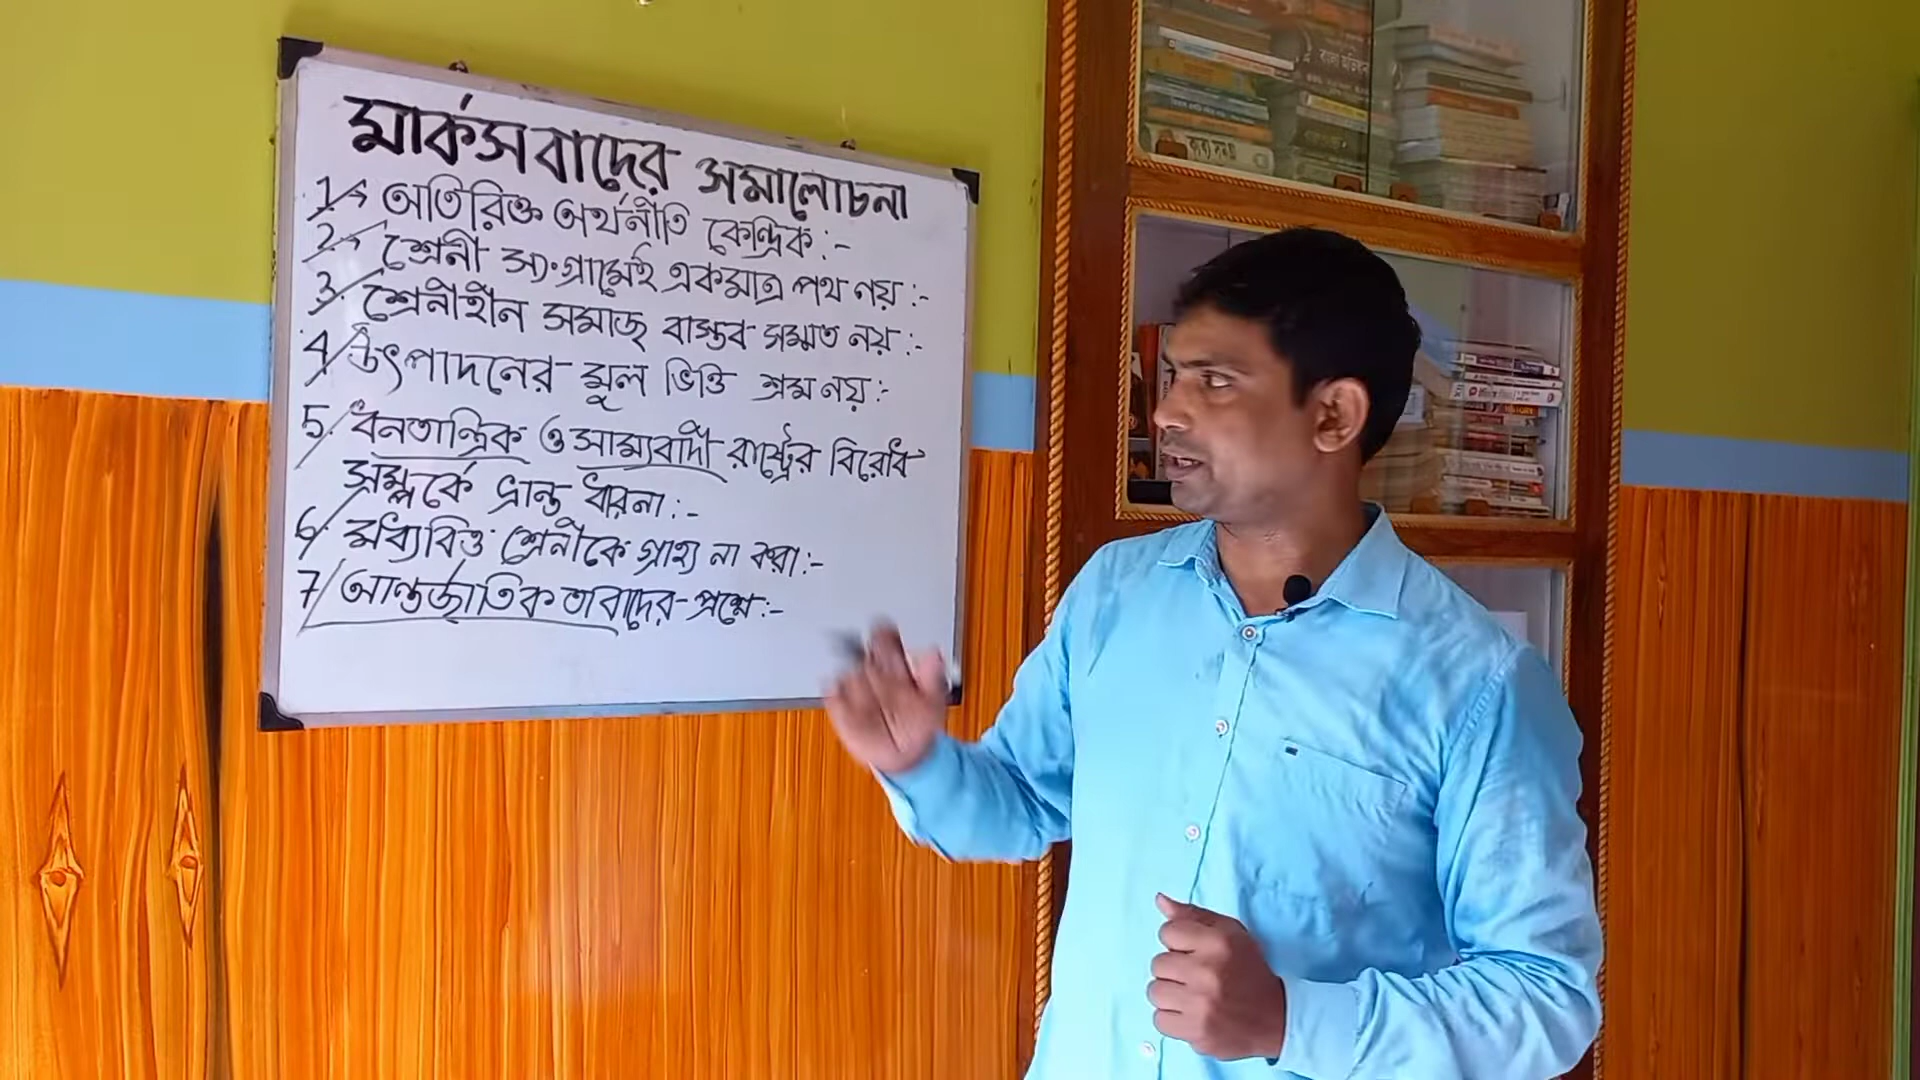 মার্কসবাদের সমালোচনা
1. অতিরিক্ত অর্থনীতি কেন্দ্রিক :-
2. শ্রেনী সংগ্রামেই একমাত্র পথ নয় :-
3. শ্রেনীহীন সমাজ বাস্তব সম্মত নয় :-
4. উৎপাদনের মূল ভিত্তি শ্রম নয় :-
5. ধনতান্ত্রিক ও সাম্যবাদী রাষ্ট্রের বিরোধ
সম্পর্কে ভ্রান্ত ধারনা :-
6. মধ্যবিত্ত শ্রেনীকে গ্রাহ্য না করা :-
7. আন্তর্জাতিকতাবাদের প্রশ্নে :-
HISTORY